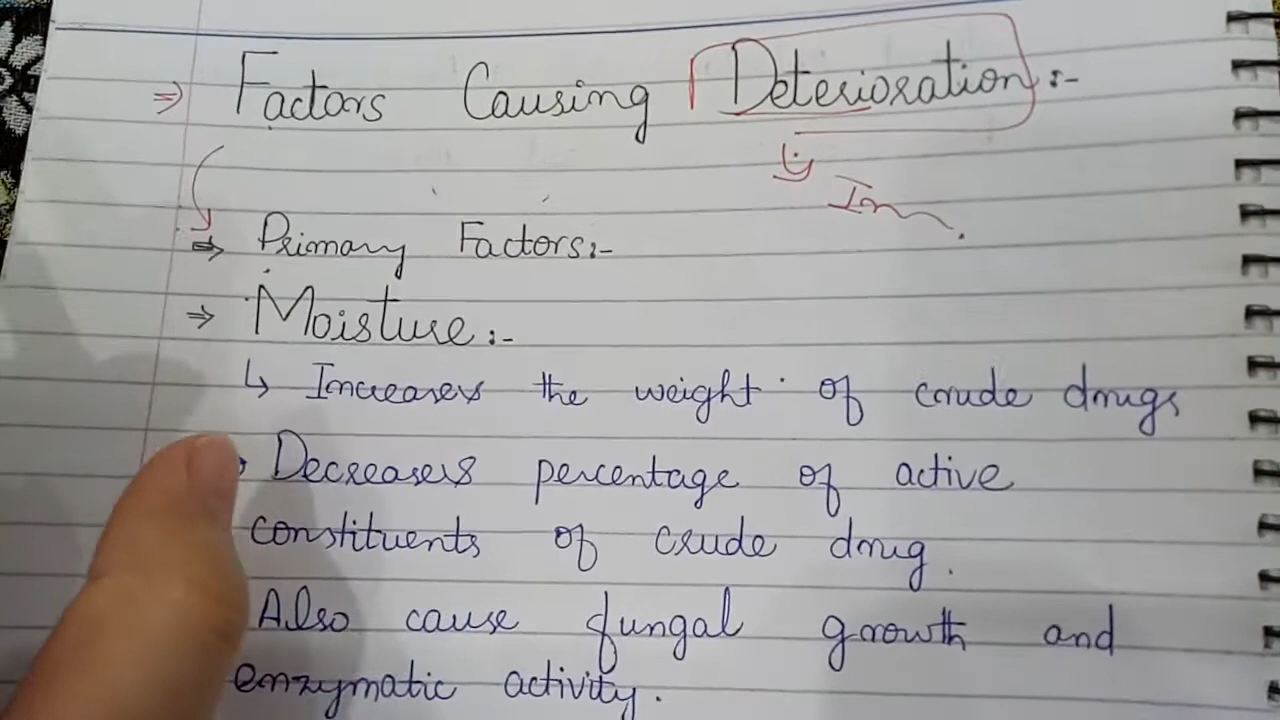 ⇒ Factors Causing Deterioration :-
Im
⇒ Primary Factors :-
⇒ Moisture :-
↳ Increases the weight of crude drugs
Decreases percentage of active
constituents of crude drug.
Also cause fungal growth and
enzymatic activity.